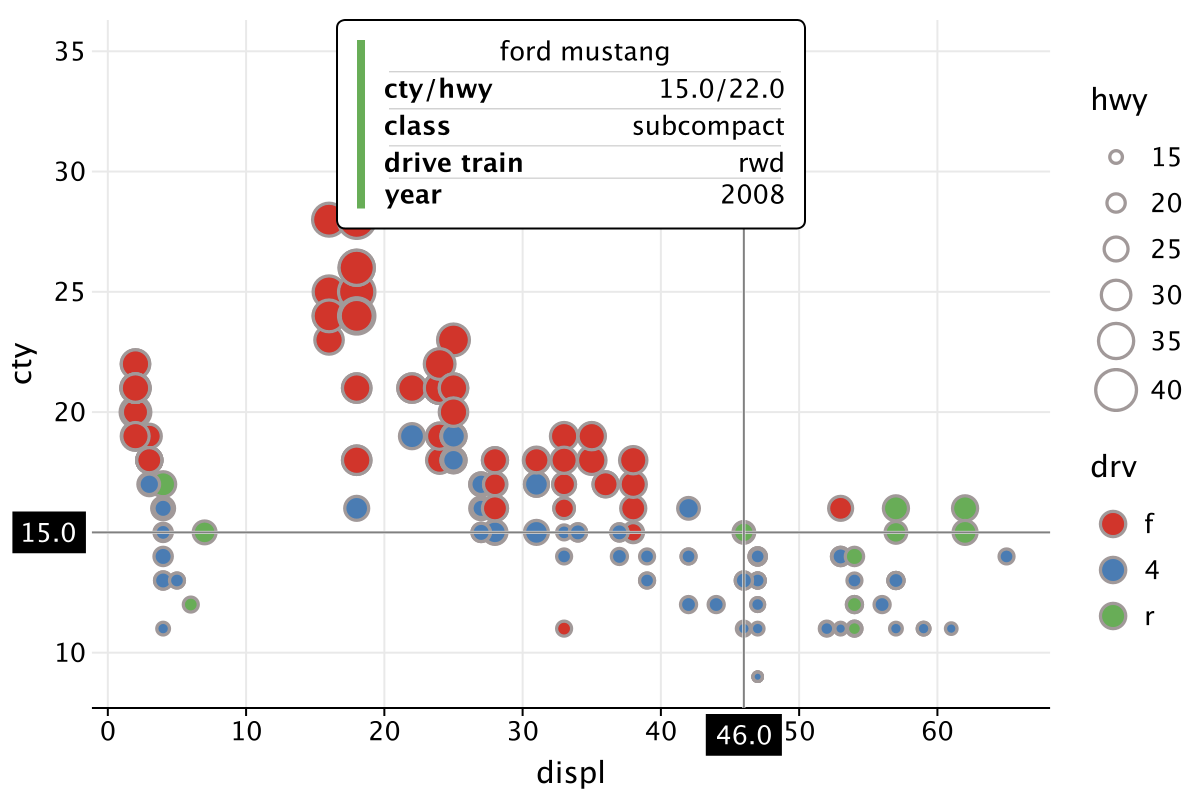 ford mustang
cty/hwy 15.0/22.0
class subcompact
drive train rwd
year 2008
cty
35
30
25
20
15.0
10
0 10 20 30 40 46.0 50 60
displ
hwy
15
20
25
30
35
40
drv
f
4
r